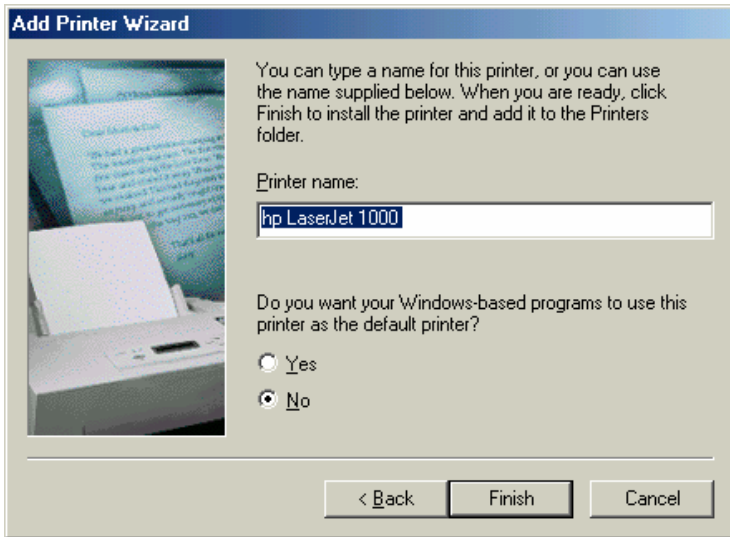 Add Printer Wizard
You can type a name for this printer, or you can use
the name supplied below. When you are ready, click
Finish to install the printer and add it to the Printers
folder.
Printer name:
hp LaserJet 1000
Do you want your Windows-based programs to use this
printer as the default printer?
Yes
No
< Back
Finish
Cancel